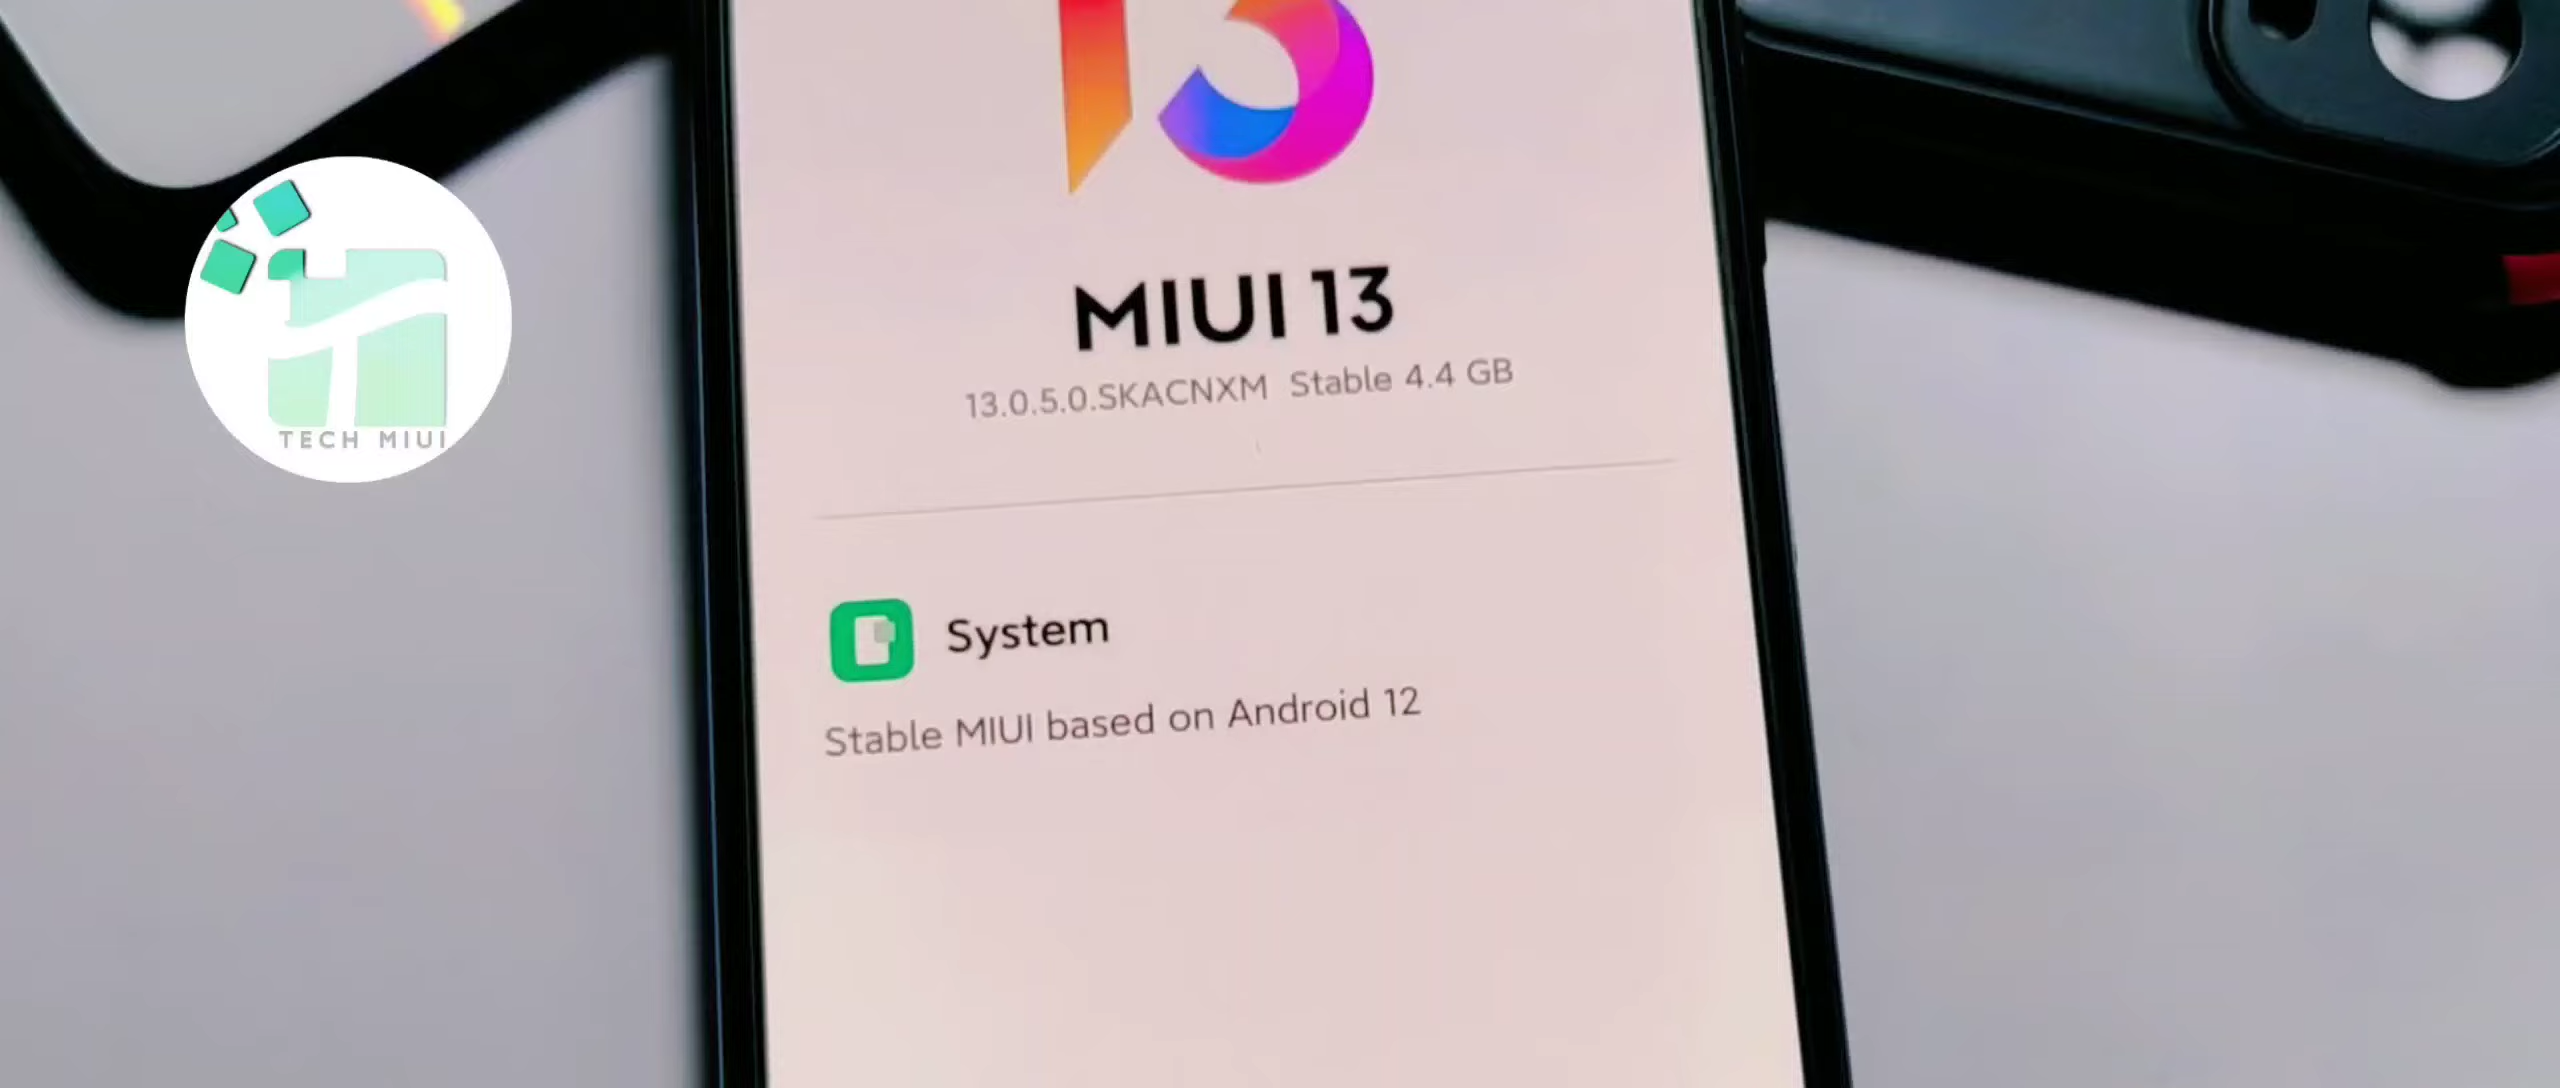 MIUI 13
13.0.5.0.SKACNXM Stable 4.4 GB
TECH MIUI
System
Stable MIUI based on Android 12